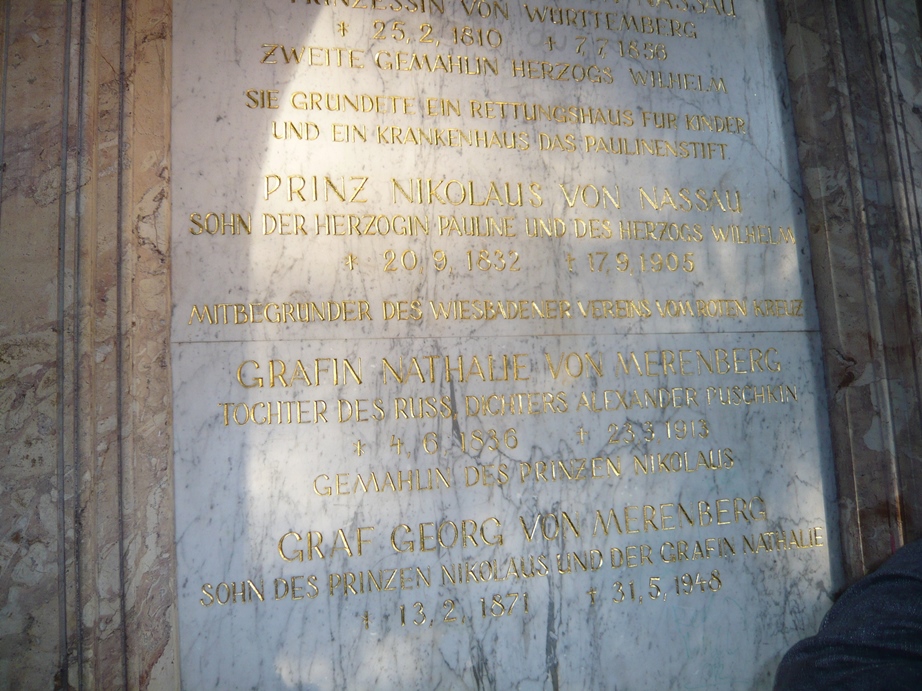 PRINZESSIN VON WÜRTTEMBERG
* 25.2.1810 † 7.7.1856
ZWEITE GEMAHLIN HERZOGS WILHELM
SIE GRÜNDETE EIN RETTUNGSHAUS FÜR KINDER
UND EIN KRANKENHAUS DAS PAULINENSTIFT
PRINZ NIKOLAUS VON NASSAU
SOHN DER HERZOGIN PAULINE UND DES HERZOGS WILHELM
* 20.9.1832 † 17.9.1905
MITBEGRÜNDER DES WIESBADENER VEREINS VOM ROTEN KREUZ
GRÄFIN NATHALIE VON MERENBERG
TOCHTER DES RUSS. DICHTERS ALEXANDER PUSCHKIN
* 4.6.1836 † 23.3.1913
GEMAHLIN DES PRINZEN NIKOLAUS
GRAF GEORG VON MERENBERG
SOHN DES PRINZEN NIKOLAUS UND DER GRÄFIN NATHALIE
* 13.2.1871 † 31.5.1948